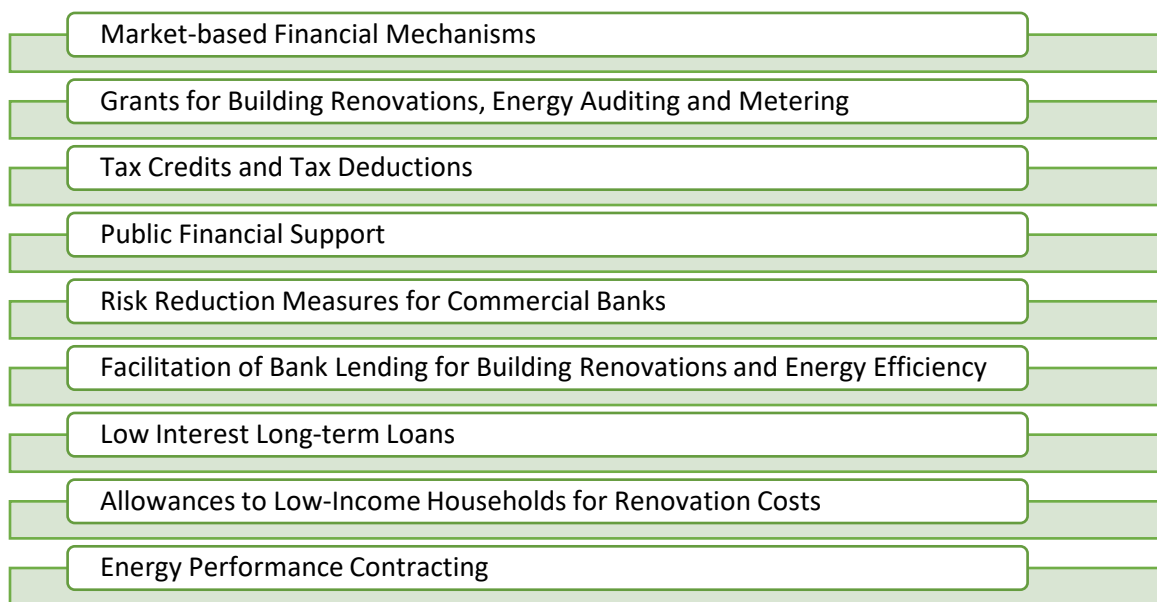 Market-based Financial Mechanisms
Grants for Building Renovations, Energy Auditing and Metering
Tax Credits and Tax Deductions
Public Financial Support
Risk Reduction Measures for Commercial Banks
Facilitation of Bank Lending for Building Renovations and Energy Efficiency
Low Interest Long-term Loans
Allowances to Low-Income Households for Renovation Costs
Energy Performance Contracting